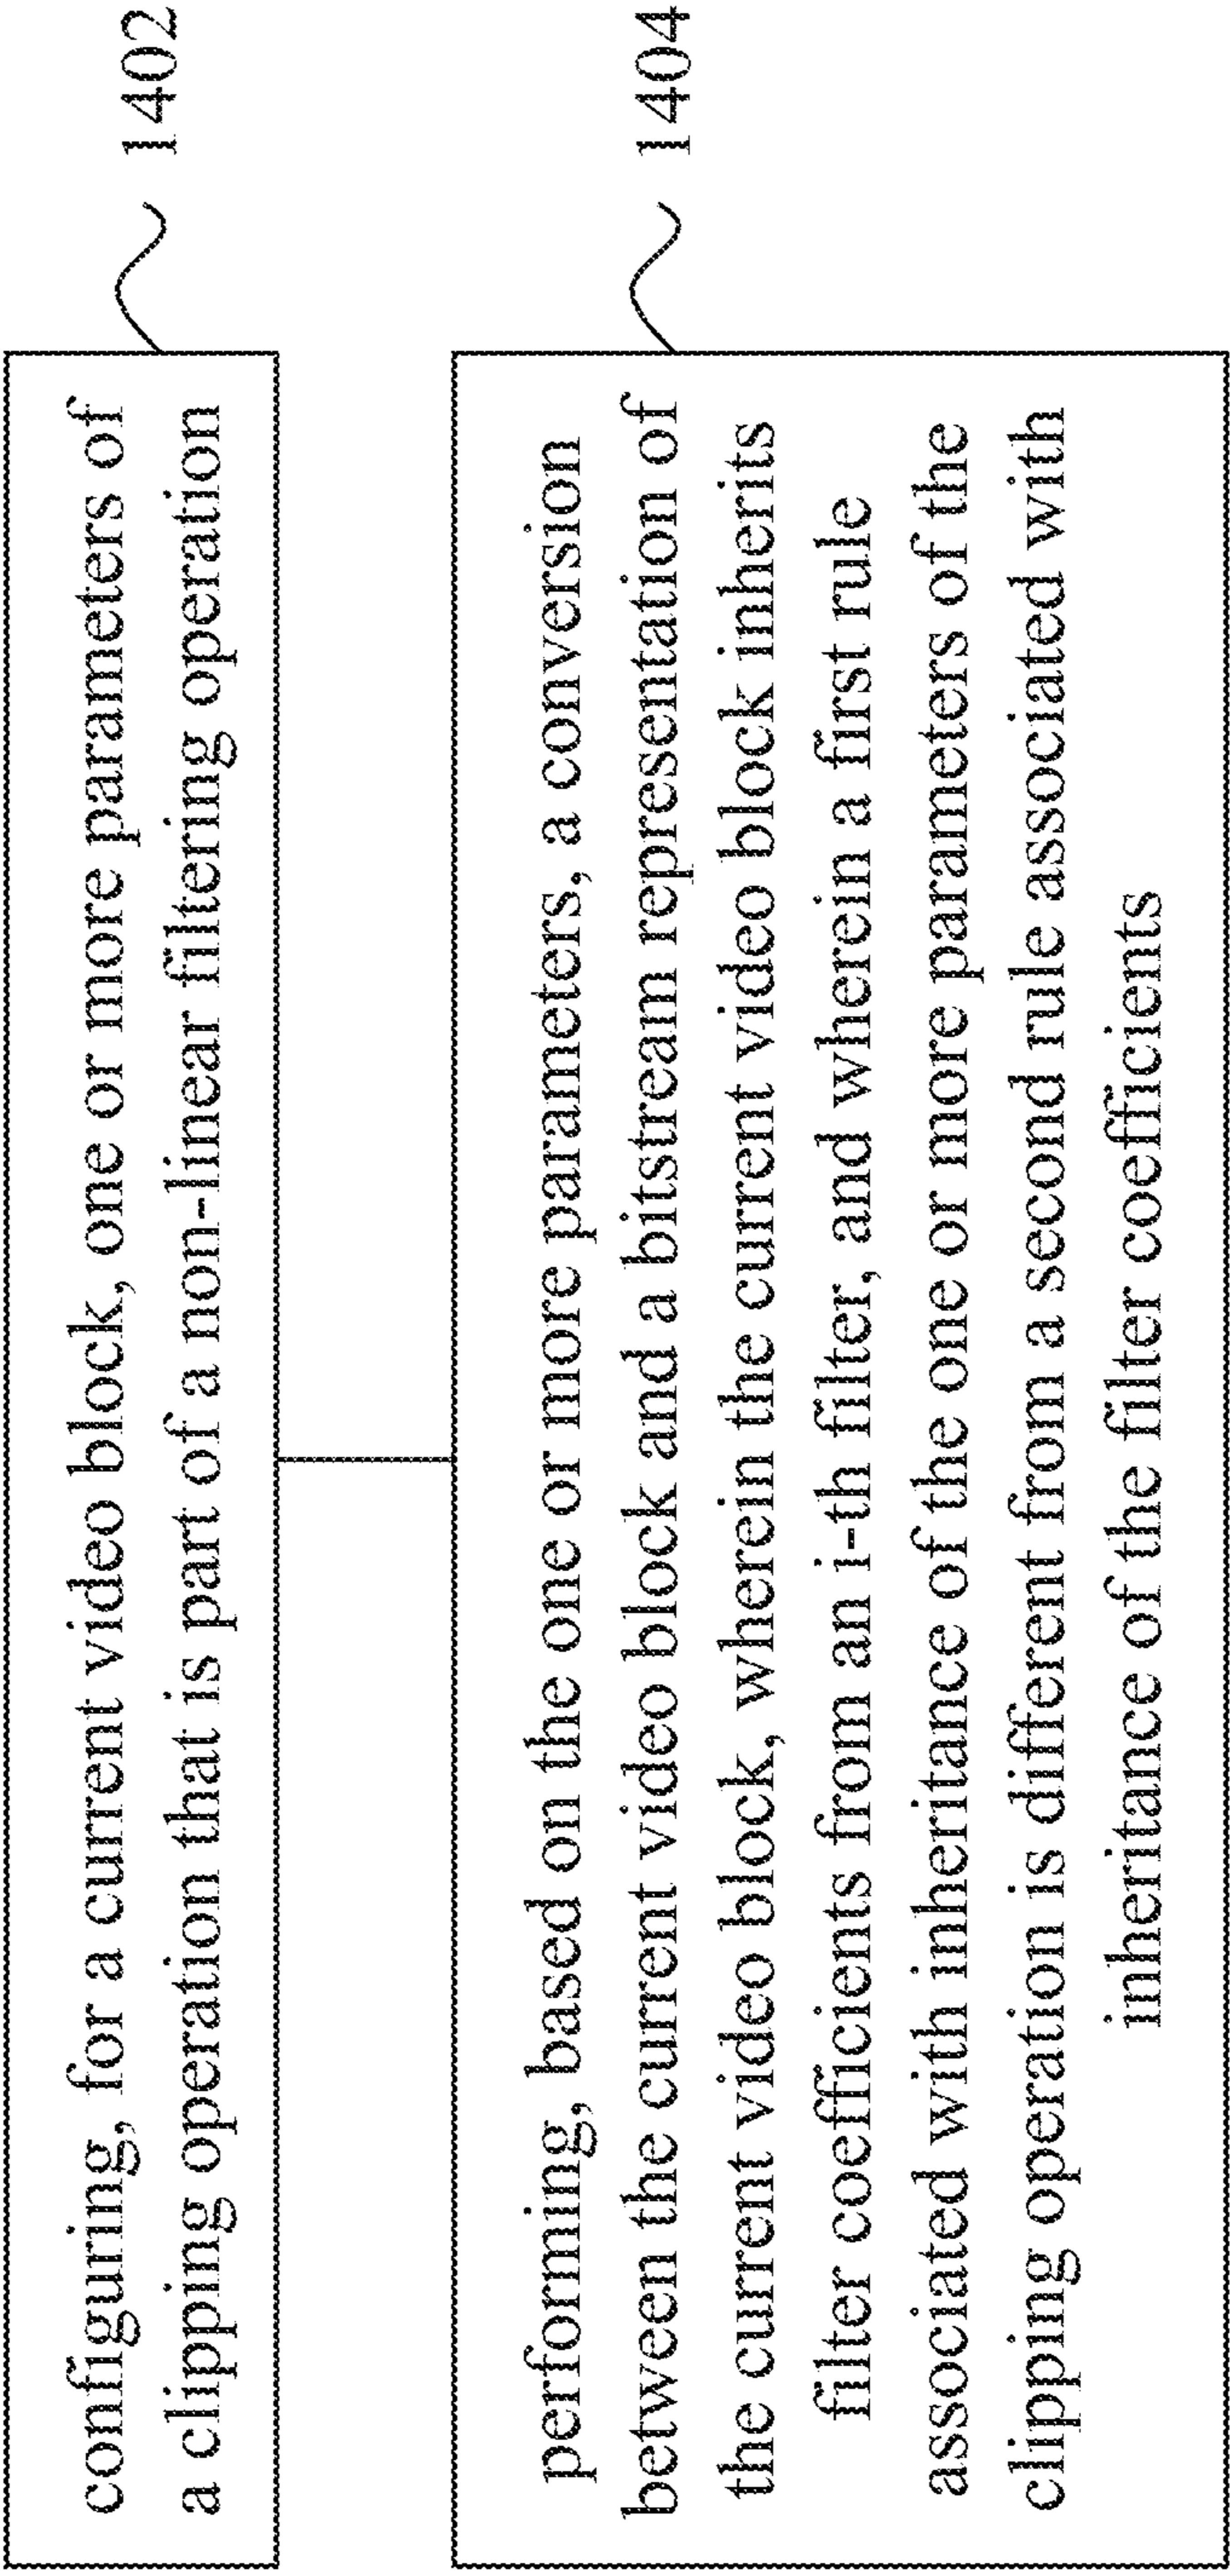 configuring, for a current video block, one or more parameters of
a clipping operation that is part of a non-linear filtering operation
1402
performing, based on the one or more parameters, a conversion
between the current video block and a bitstream representation of
the current video block, wherein the current video block inherits
filter coefficients from an i-th filter, and wherein a first rule
associated with inheritance of the one or more parameters of the
clipping operation is different from a second rule associated with
inheritance of the filter coefficients
1404